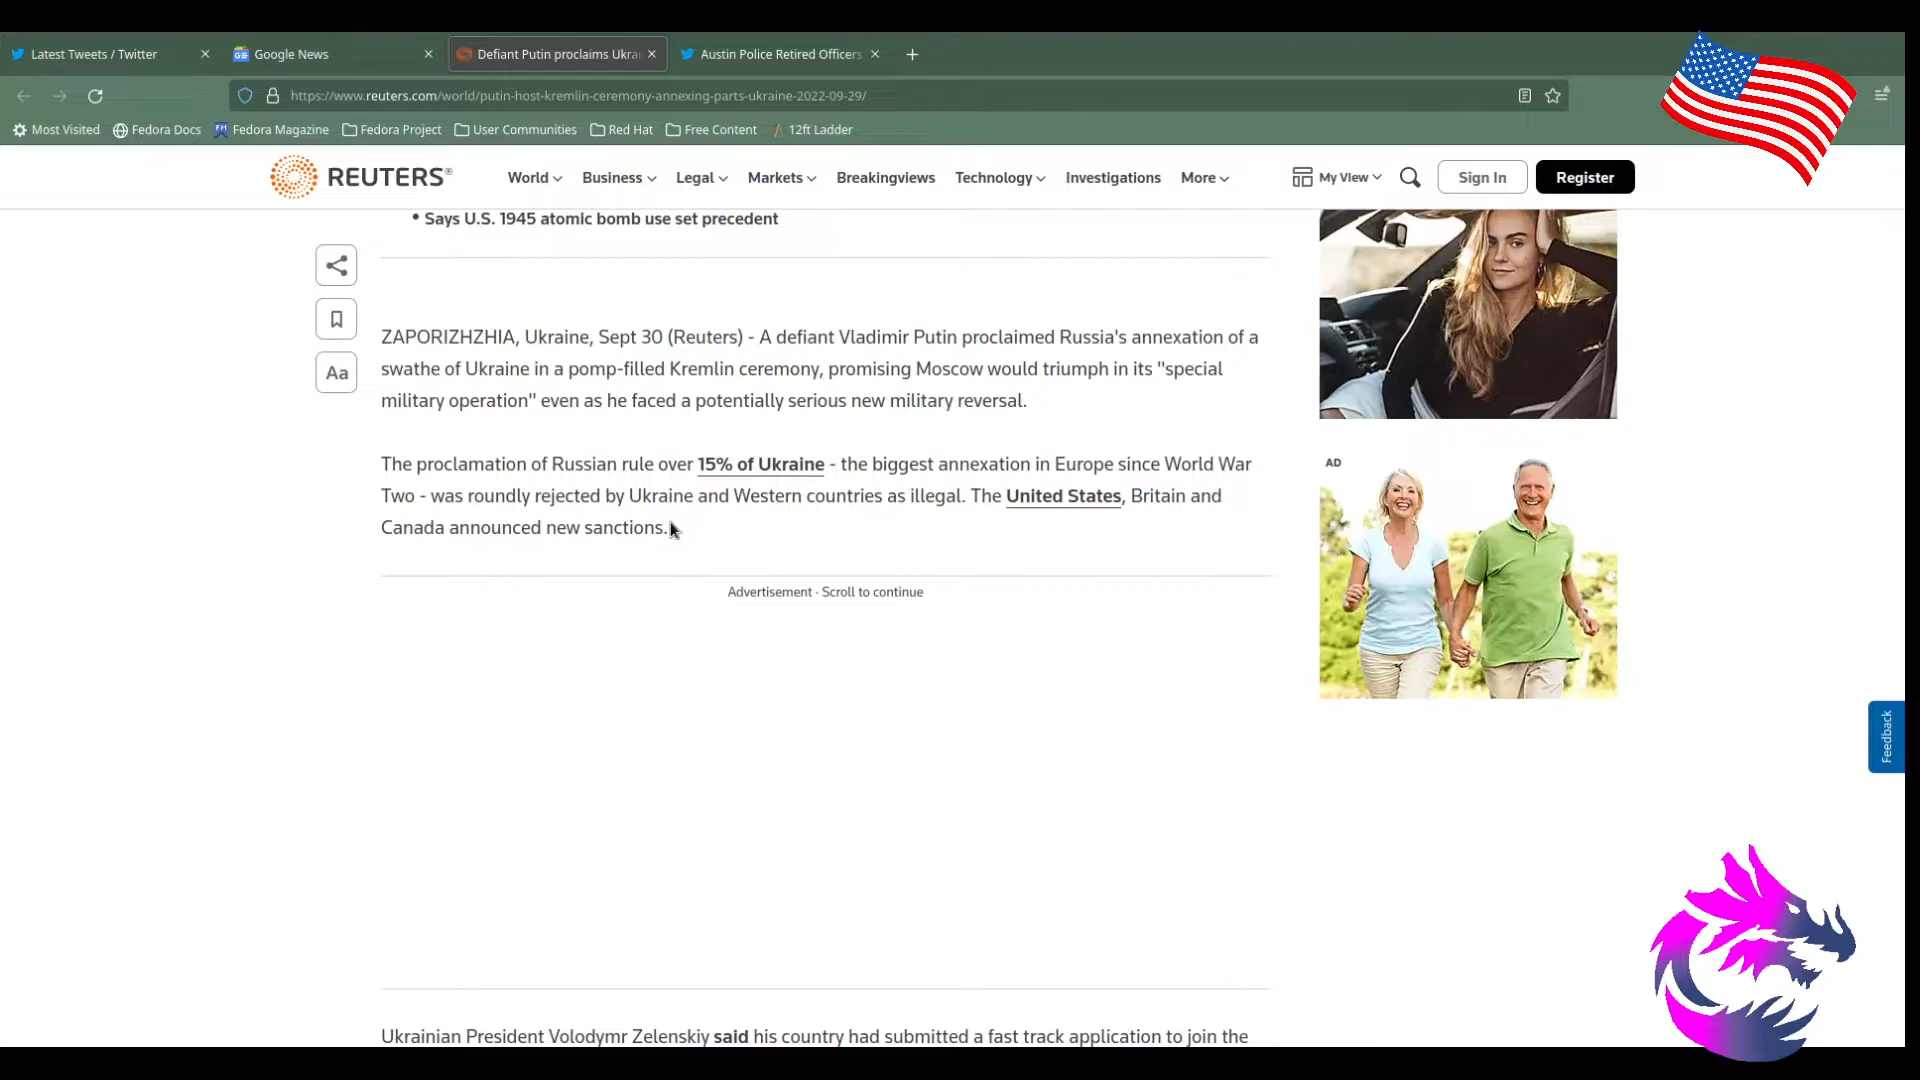 Latest Tweets / Twitter
Google News
Defiant Putin proclaims Ukrai
Austin Police Retired Officers
https://www.reuters.com/world/putin-host-kremlin-ceremony-annexing-parts-ukraine-2022-09-29/
Most Visited
Fedora Docs
Fedora Magazine
Fedora Project
User Communities
Red Hat
Free Content
12ft Ladder
REUTERS®
World
Business
Legal
Markets
Breakingviews
Technology
Investigations
More
My View
Sign In
Register
• Says U.S. 1945 atomic bomb use set precedent
Aa
ZAPORIZHZHIA, Ukraine, Sept 30 (Reuters) - A defiant Vladimir Putin proclaimed Russia's annexation of a
swathe of Ukraine in a pomp-filled Kremlin ceremony, promising Moscow would triumph in its "special
military operation" even as he faced a potentially serious new military reversal.
The proclamation of Russian rule over 15% of Ukraine - the biggest annexation in Europe since World War
Two - was roundly rejected by Ukraine and Western countries as illegal. The United States, Britain and
Canada announced new sanctions.
Advertisement · Scroll to continue
AD
Feedback
Ukrainian President Volodymr Zelenskiy said his country had submitted a fast track application to join the